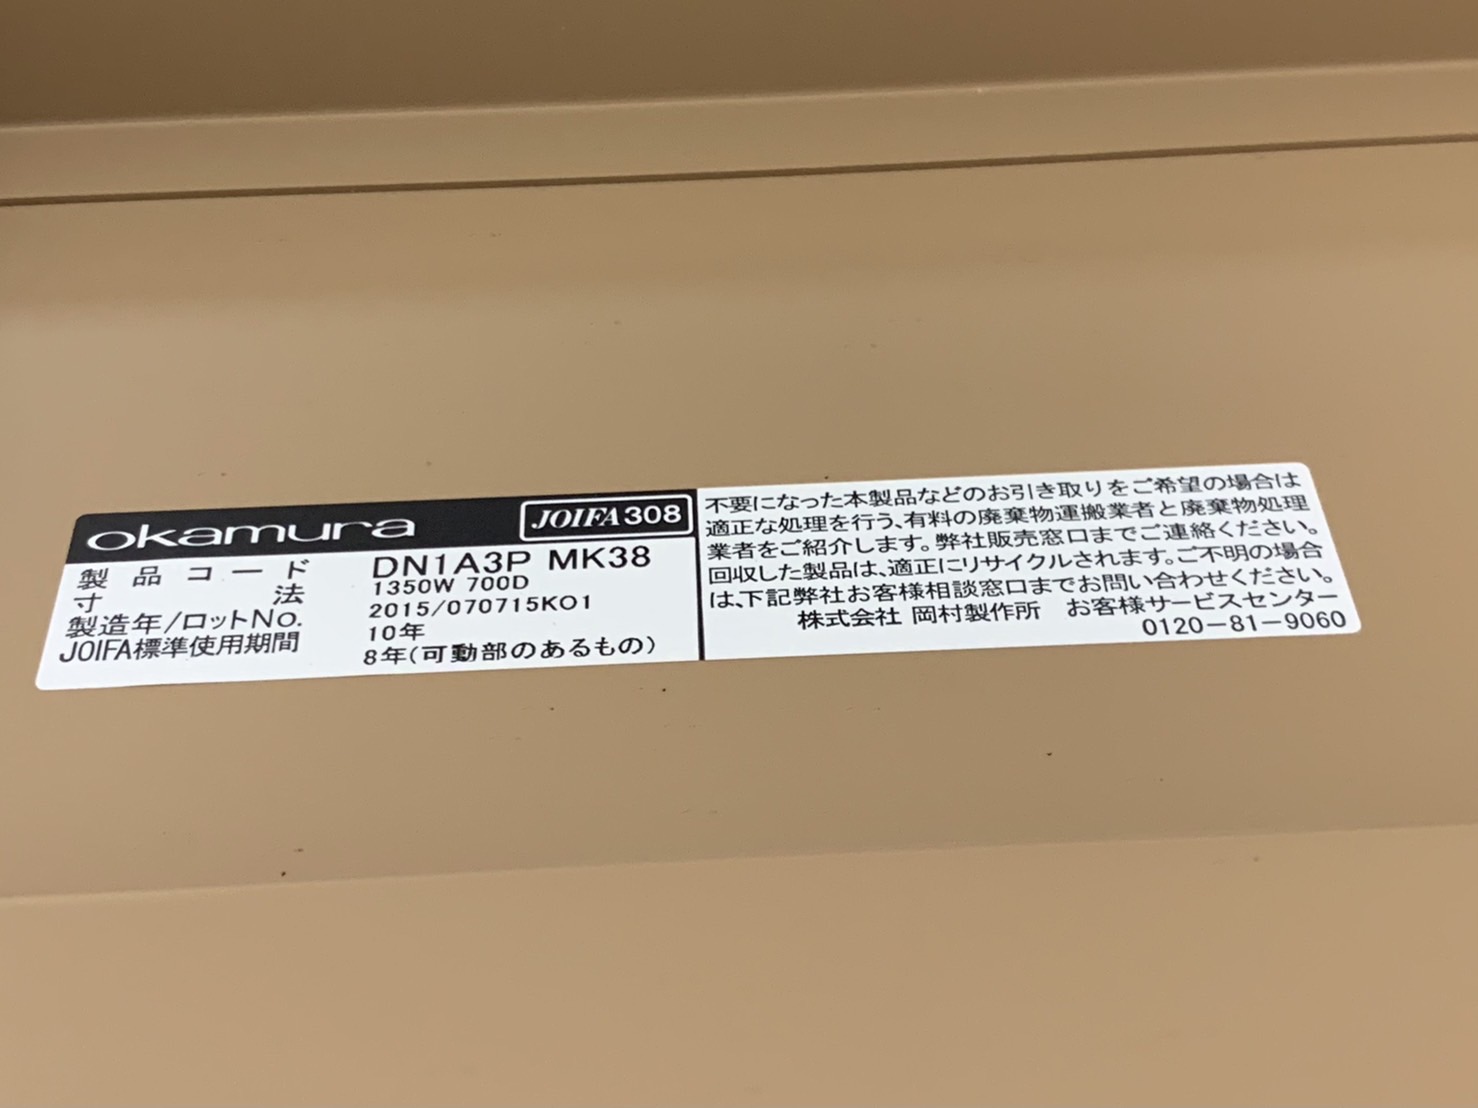 okamura JOIFA308
製品コード DN1A3P MK38
寸法 1350W 700D
製造年/ロットNo. 2015/070715KO1
JOIFA標準使用期間 10年
8年(可動部のあるもの)
不要になった本製品などのお引き取りをご希望の場合は
適正な処理を行う、有料の廃棄物運搬業者と廃棄物処理
業者をご紹介します。弊社販売窓口までご連絡ください。
回収した製品は、適正にリサイクルされます。ご不明の場合
は、下記弊社お客様相談窓口までお問い合わせください。
株式会社 岡村製作所 お客様サービスセンター
0120-81-9060